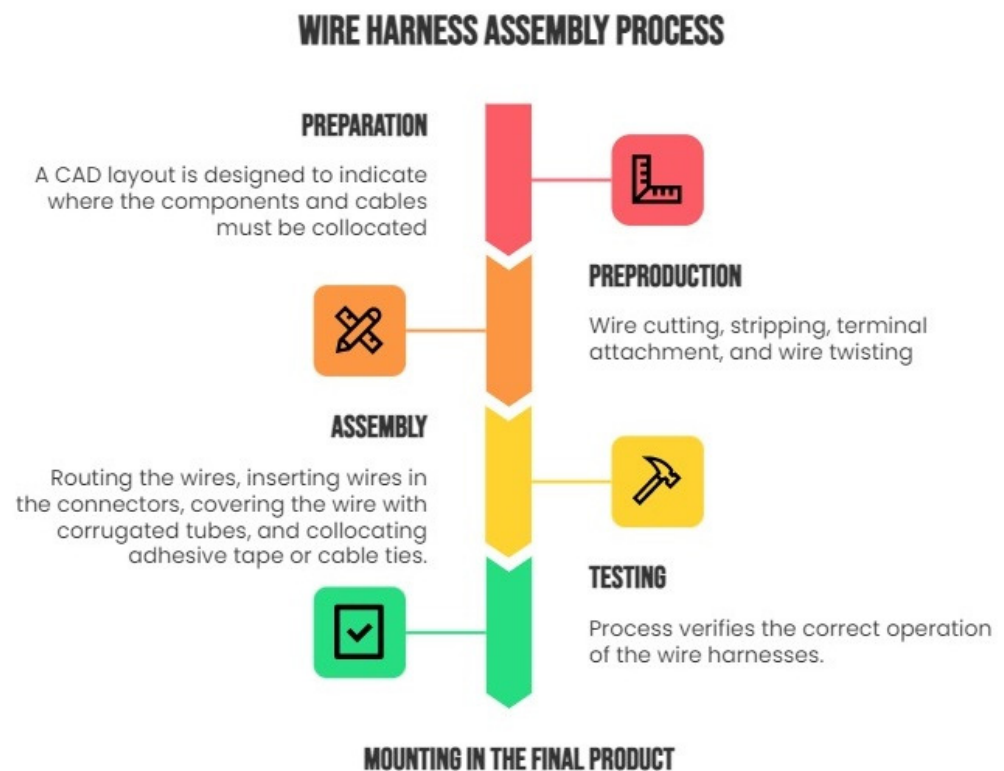 WIRE HARNESS ASSEMBLY PROCESS
PREPARATION
A CAD layout is designed to indicate
where the components and cables
must be collocated
PREPRODUCTION
Wire cutting, stripping, terminal
attachment, and wire twisting
ASSEMBLY
Routing the wires, inserting wires in
the connectors, covering the wire with
corrugated tubes, and collocating
adhesive tape or cable ties.
TESTING
Process verifies the correct operation
of the wire harnesses.
MOUNTING IN THE FINAL PRODUCT